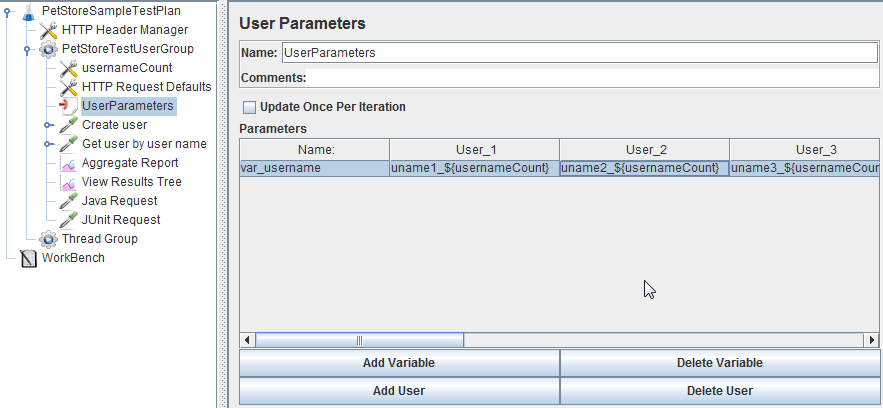 PetStoreSampleTestPlan
HTTP Header Manager
PetStoreTestUserGroup
usernameCount
HTTP Request Defaults
UserParameters
Create user
Get user by user name
Aggregate Report
View Results Tree
Java Request
JUnit Request
Thread Group
WorkBench
User Parameters
Name: UserParameters
Comments:
Update Once Per Iteration
Parameters
Name: User_1 User_2 User_3
var_username uname1_${usernameCount} uname2_${usernameCount} uname3_${usernameCoun
Add Variable Delete Variable
Add User Delete User